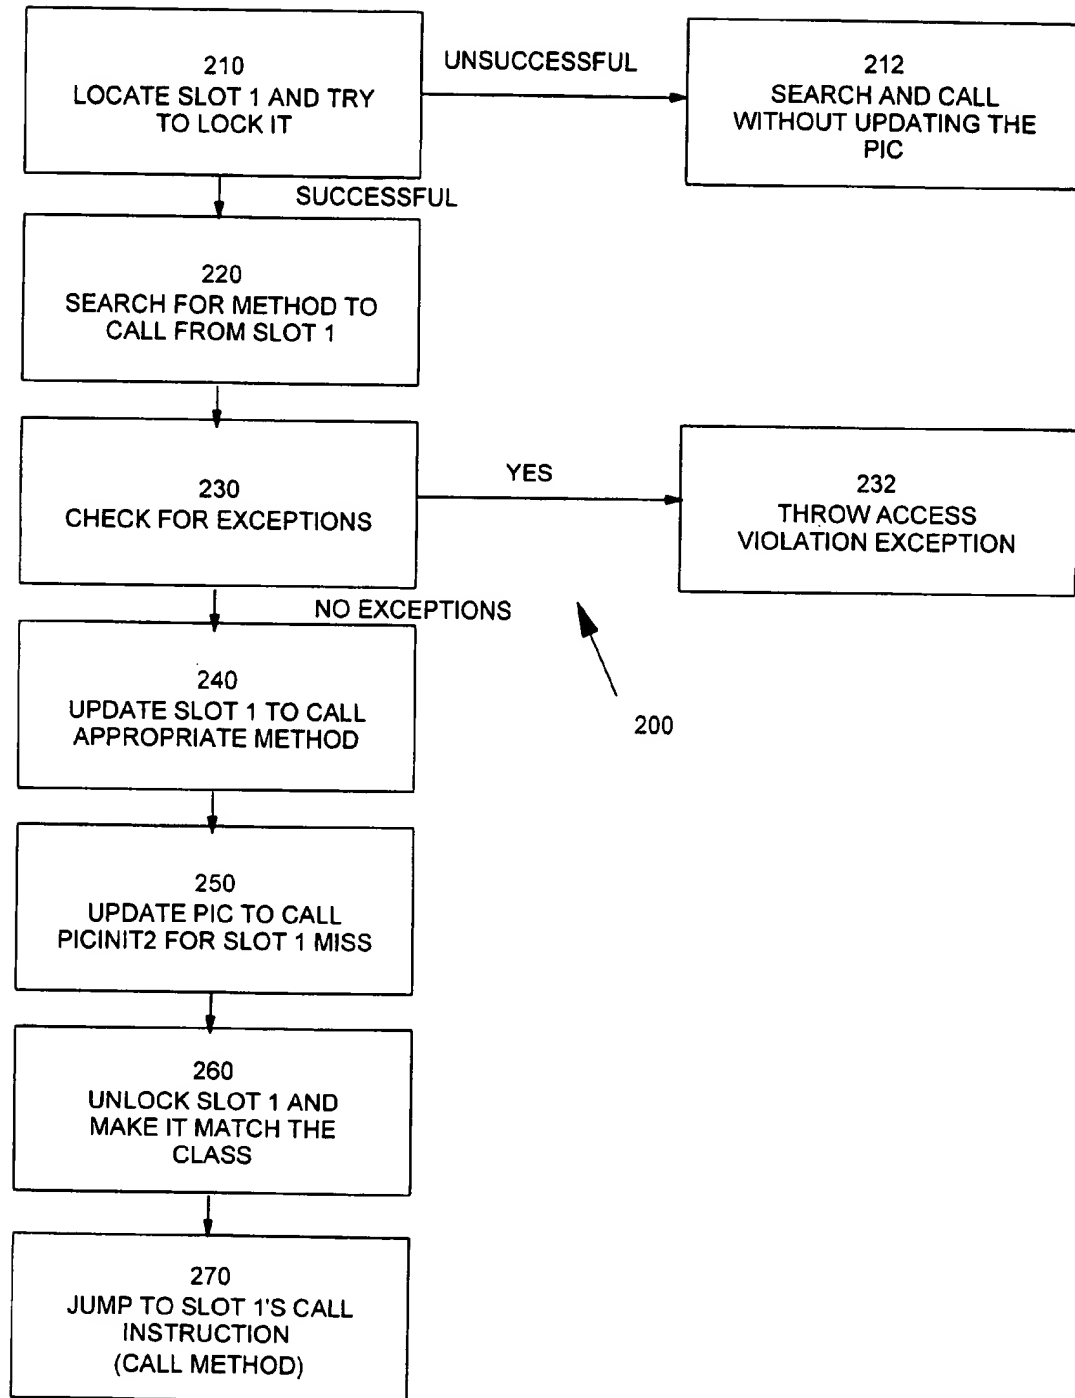 210
LOCATE SLOT 1 AND TRY
TO LOCK IT
UNSUCCESSFUL
212
SEARCH AND CALL
WITHOUT UPDATING THE
PIC
SUCCESSFUL
220
SEARCH FOR METHOD TO
CALL FROM SLOT 1
230
CHECK FOR EXCEPTIONS
YES
232
THROW ACCESS
VIOLATION EXCEPTION
NO EXCEPTIONS
200
240
UPDATE SLOT 1 TO CALL
APPROPRIATE METHOD
250
UPDATE PIC TO CALL
PICINIT2 FOR SLOT 1 MISS
260
UNLOCK SLOT 1 AND
MAKE IT MATCH THE
CLASS
270
JUMP TO SLOT 1'S CALL
INSTRUCTION
(CALL METHOD)